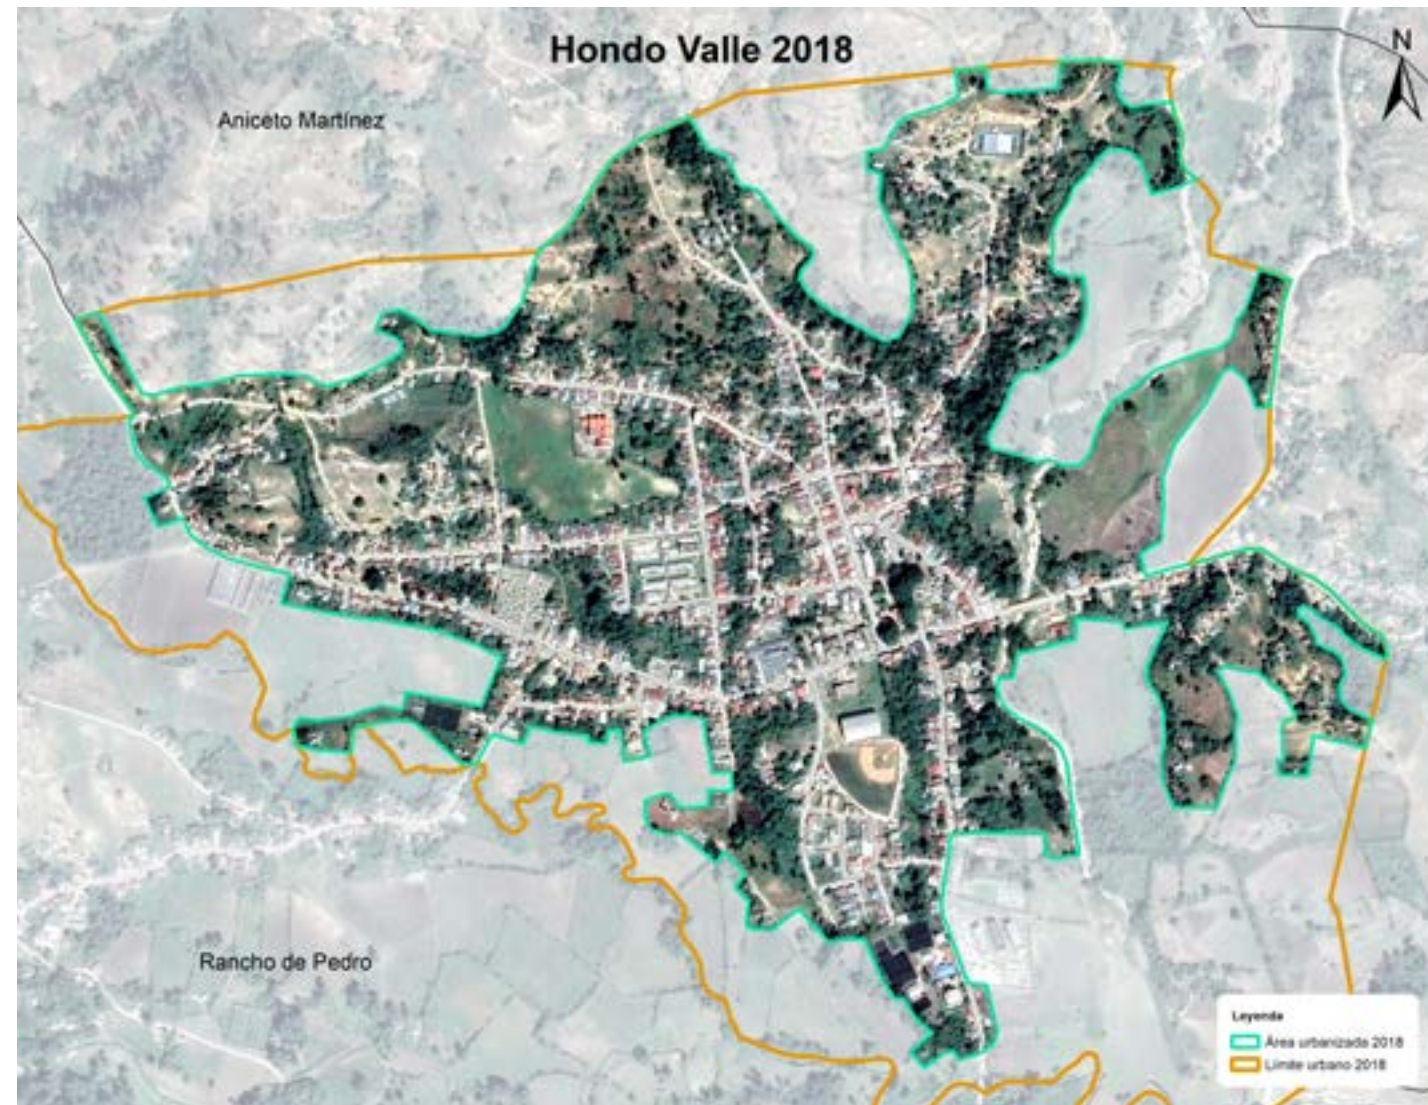 Hondo Valle 2018
N
Aniceto Martínez
Rancho de Pedro
Leyenda
Área urbanizada 2018
Límite urbano 2018